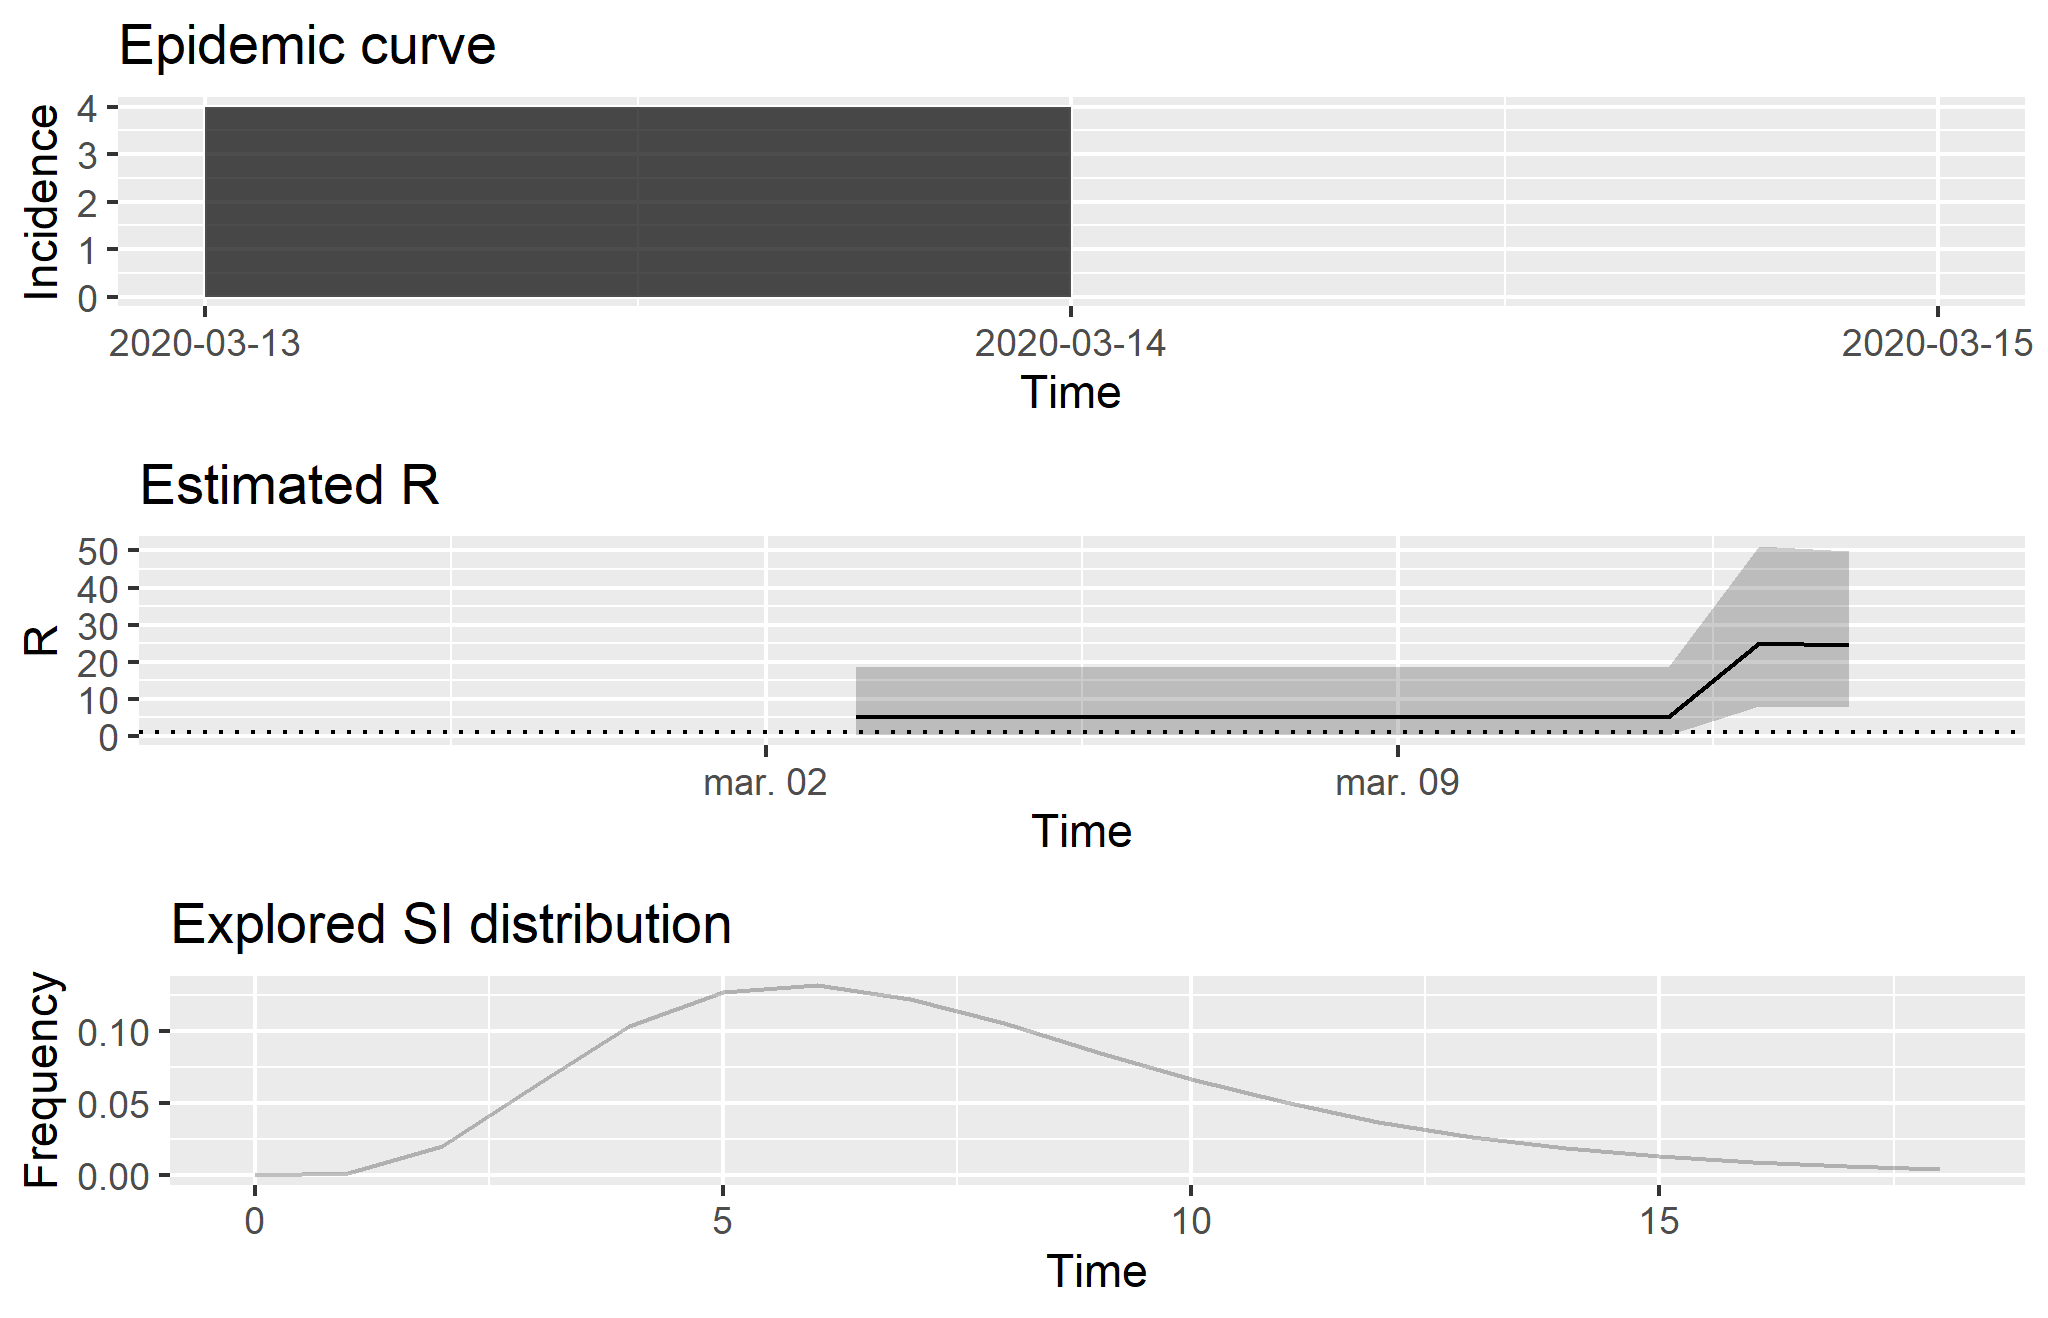 Epidemic curve
Incidence
4
3
2
1
0
2020-03-13 2020-03-14 2020-03-15
Time
Estimated R
R
50
40
30
20
10
0
mar. 02 mar. 09
Time
Explored SI distribution
Frequency
0.10
0.05
0.00
0 5 10 15
Time